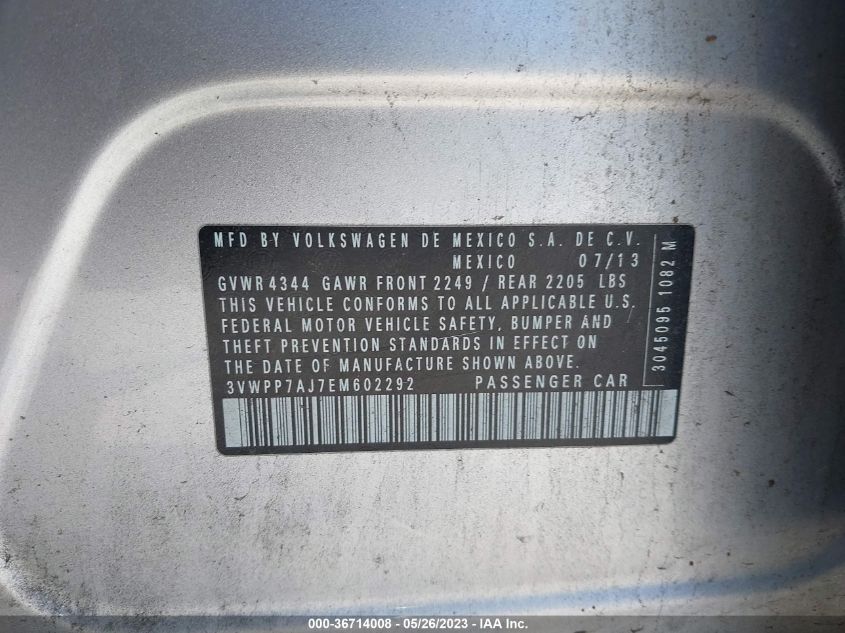 MFD BY VOLKSWAGEN DE MEXICO S.A. DE C.V.
MEXICO 07/13
GVWR 4344 GAWR FRONT 2249 / REAR 2205 LBS
THIS VEHICLE CONFORMS TO ALL APPLICABLE U.S.
FEDERAL MOTOR VEHICLE SAFETY, BUMPER AND
THEFT PREVENTION STANDARDS IN EFFECT ON
THE DATE OF MANUFACTURE SHOWN ABOVE.
3VWPP7AJ7EM602292 PASSENGER CAR
3045095 1082 M
000-36714008 - 05/26/2023 - IAA Inc.